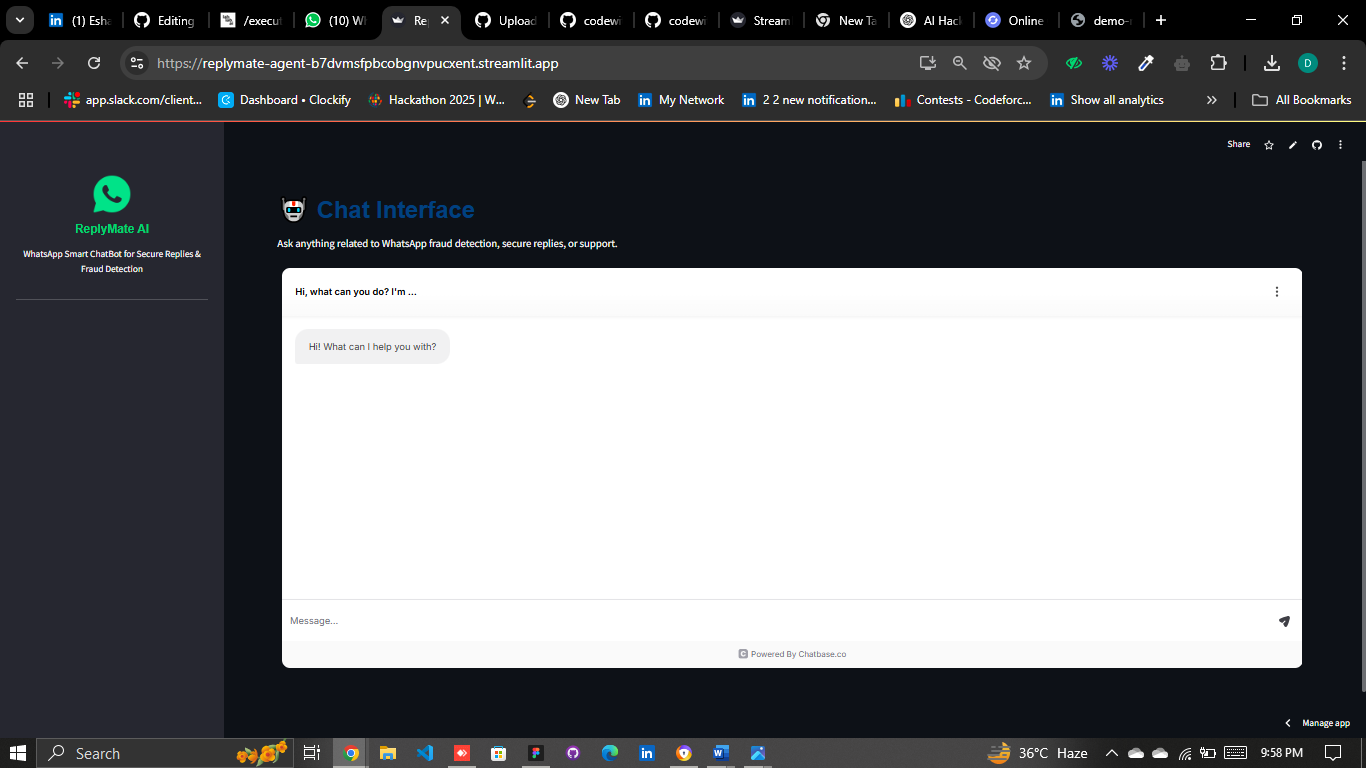 (1) Esha
Editing
/execut
(10) Wh
Rep
Upload
codewi
codewi
Stream
New Ta
AI Hack
Online
demo-r
https://replymate-agent-b7dvmsfpbcobgnvpucxent.streamlit.app
D
app.slack.com/client...
Dashboard • Clockify
Hackathon 2025 | W...
New Tab
My Network
2 2 new notification...
Contests - Codeforc...
Show all analytics
All Bookmarks
Share
ReplyMate AI
WhatsApp Smart ChatBot for Secure Replies &
Fraud Detection
Chat Interface
Ask anything related to WhatsApp fraud detection, secure replies, or support.
Hi, what can you do? I'm ...
Hi! What can I help you with?
Message...
Powered By Chatbase.co
Manage app
Search
36°C Haze
9:58 PM